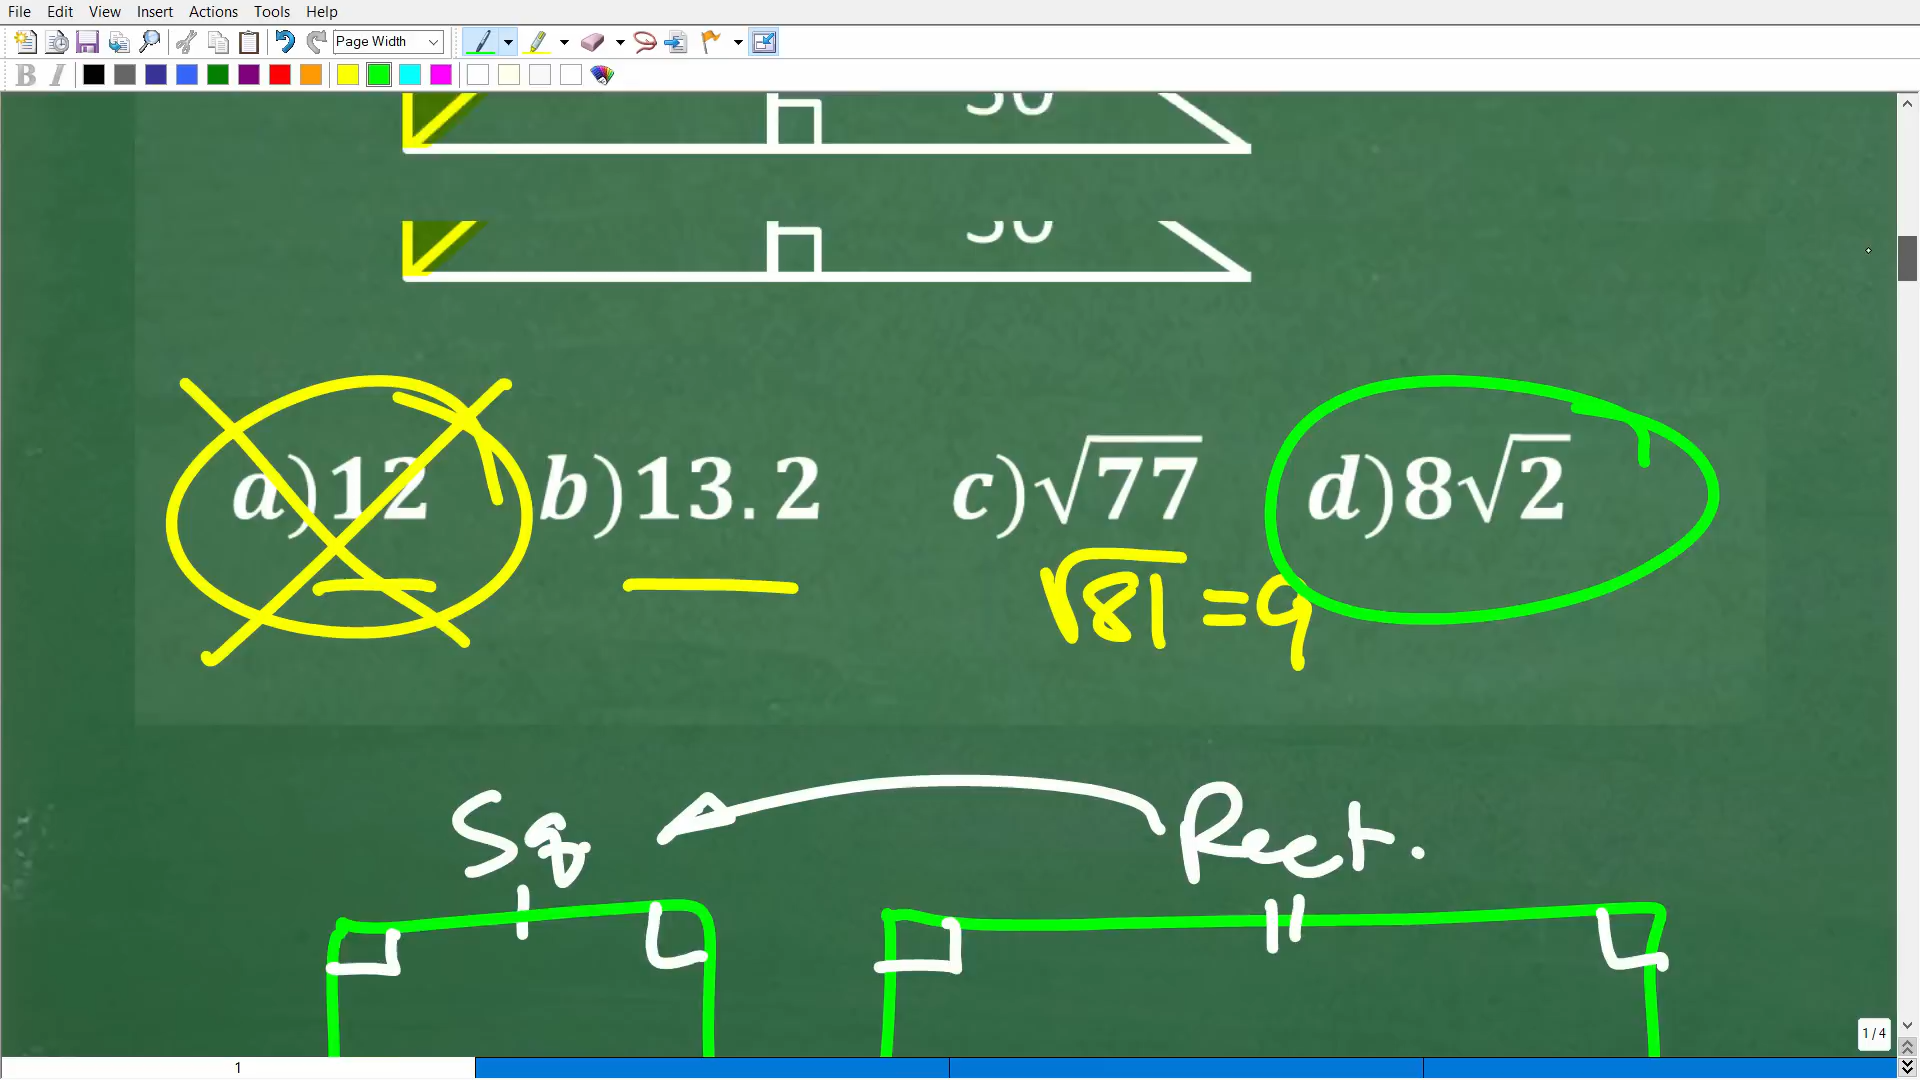 File Edit View Insert Actions Tools Help
Page Width
B I
a)12 b)13.2 c)√77 d)8√2
√81 = 9
Sq Rect.
1 / 4
1